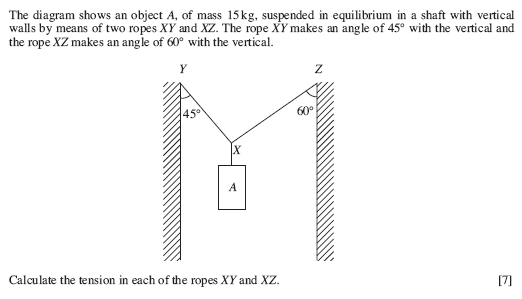 The diagram shows an object A, of mass 15 kg, suspended in equilibrium in a shaft with vertical
walls by means of two ropes XY and XZ. The rope XY makes an angle of 45° with the vertical and
the rope XZ makes an angle of 60° with the vertical.
Y Z
45° 60°
X
A
Calculate the tension in each of the ropes XY and XZ. [7]